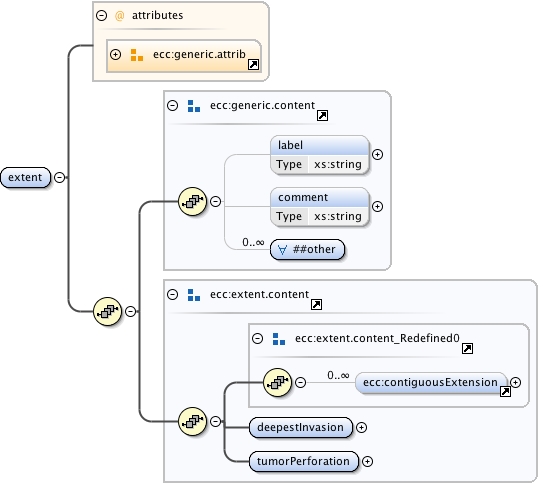 @ attributes
ecc:generic.attrib
ecc:generic.content
label
Type xs:string
comment
Type xs:string
0..∞ ∀ ##other
extent
ecc:extent.content
ecc:extent.content_Redefined0
0..∞ ecc:contiguousExtension
deepestInvasion
tumorPerforation